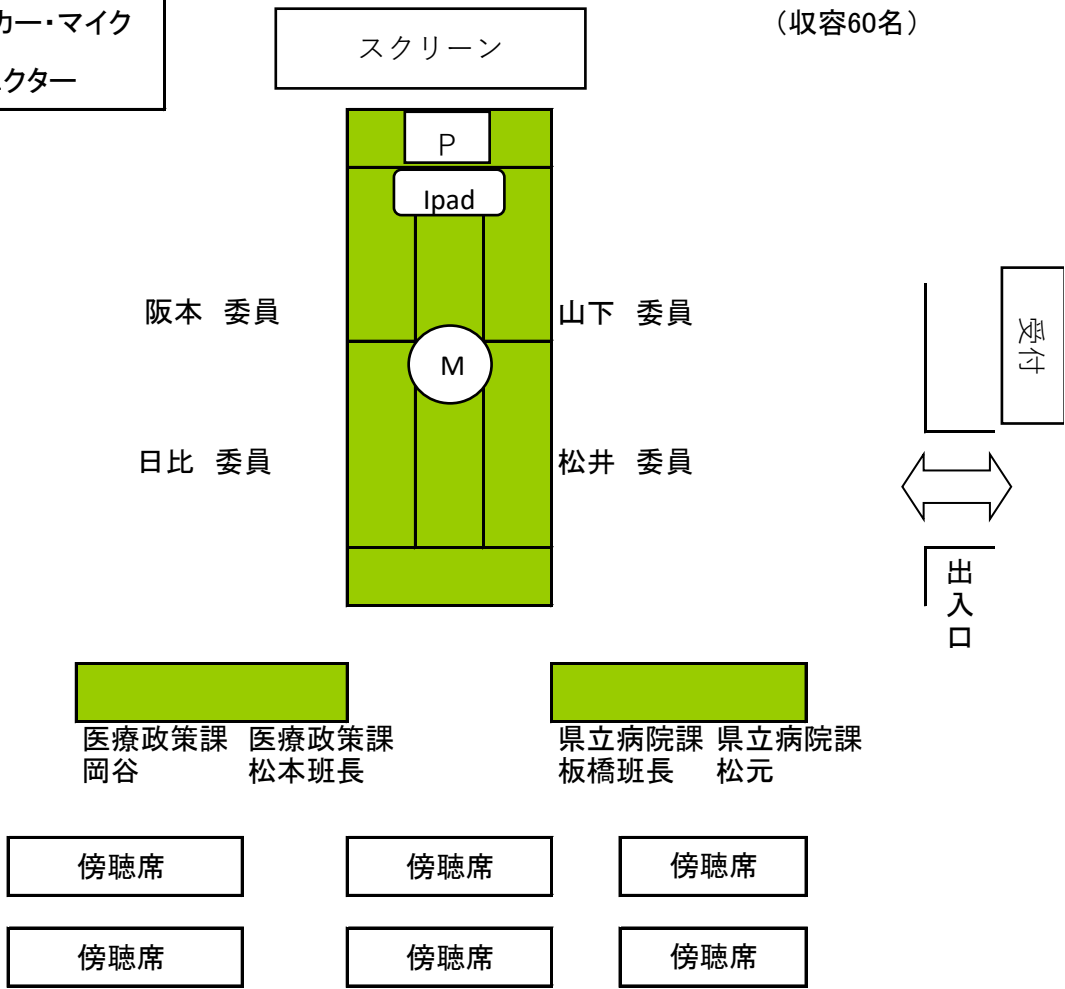 カー・マイク
クター
（収容60名）
スクリーン
P
Ipad
阪本 委員
山下 委員
M
受付
日比 委員
松井 委員
出入口
医療政策課 医療政策課
岡谷 松本班長
県立病院課 県立病院課
板橋班長 松元
傍聴席 傍聴席 傍聴席
傍聴席 傍聴席 傍聴席